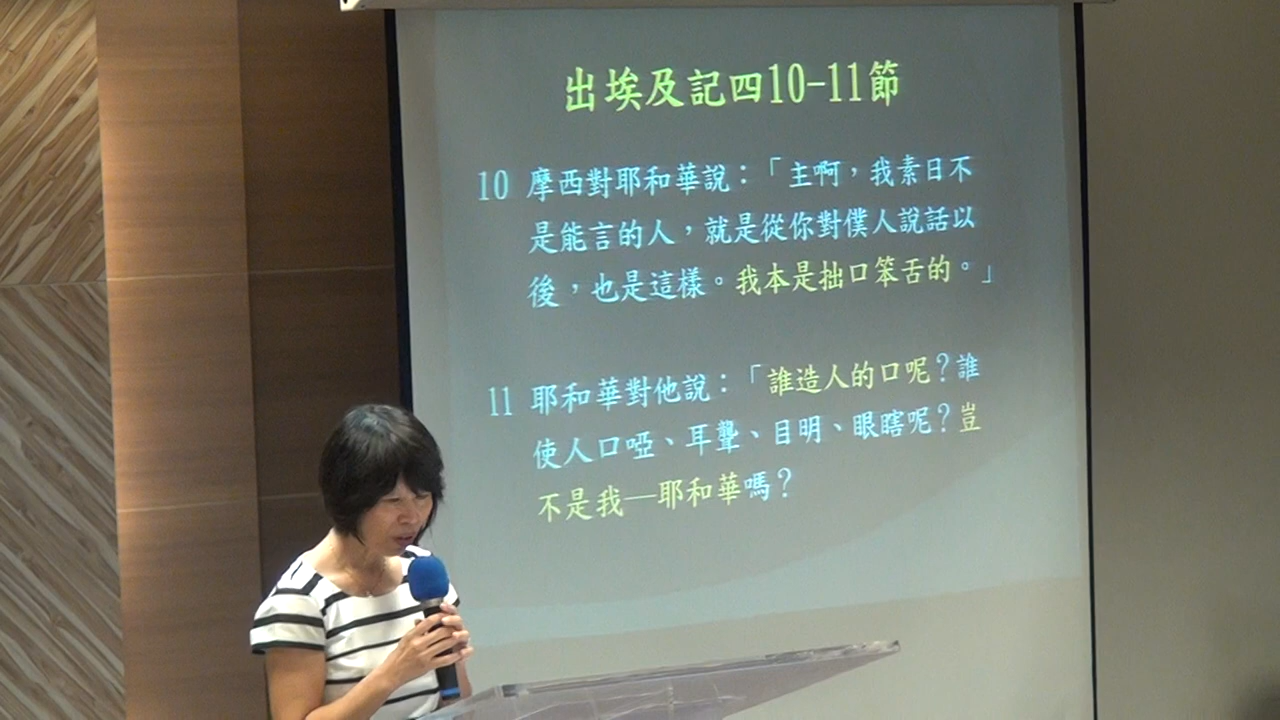 出埃及記四10-11節
10 摩西對耶和華說：「主啊，我素日不
是能言的人，就是從你對僕人說話以
後，也是這樣。我本是拙口笨舌的。」
11 耶和華對他說：「誰造人的口呢？誰
使人口啞、耳聾、目明、眼瞎呢？豈
不是我─耶和華嗎？